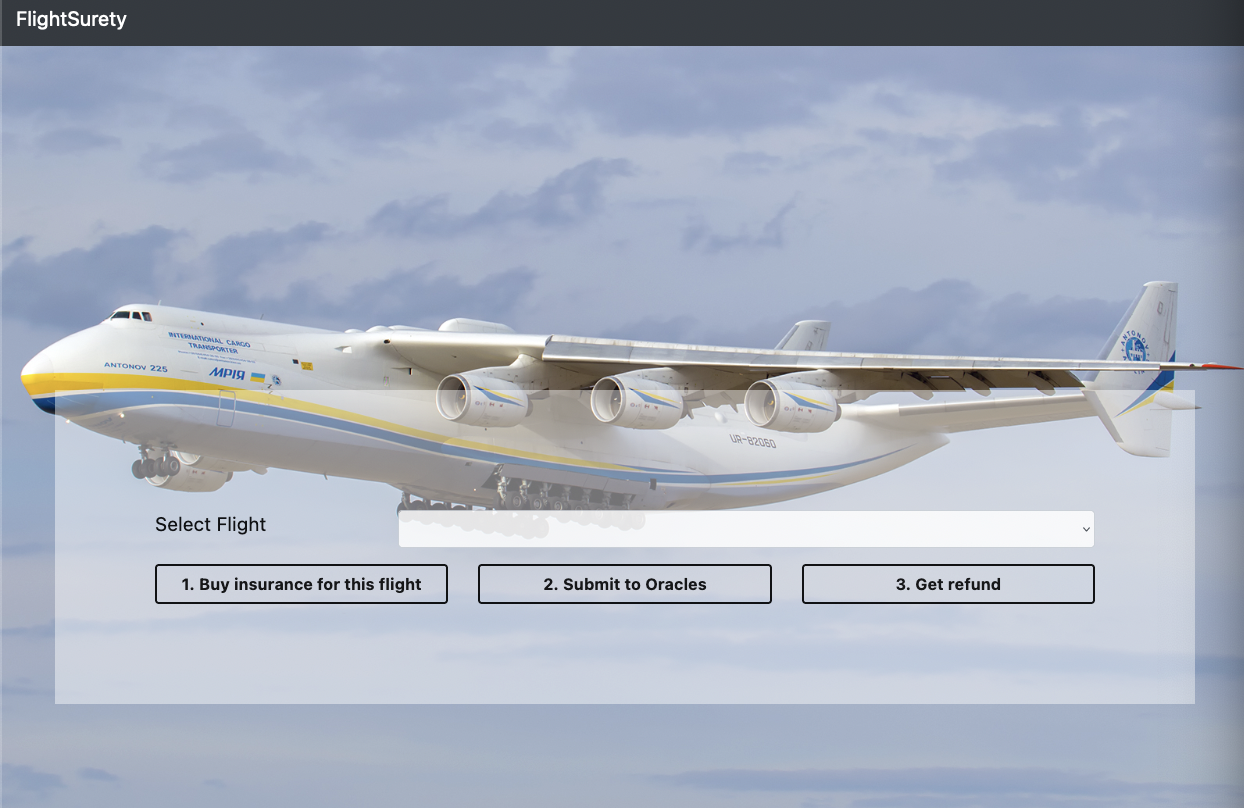 FlightSurety
INTERNATIONAL CARGO
TRANSPORTER
ANTONOV 225
МРІЯ
ANTONOV
UR-82060
Select Flight
1. Buy insurance for this flight
2. Submit to Oracles
3. Get refund